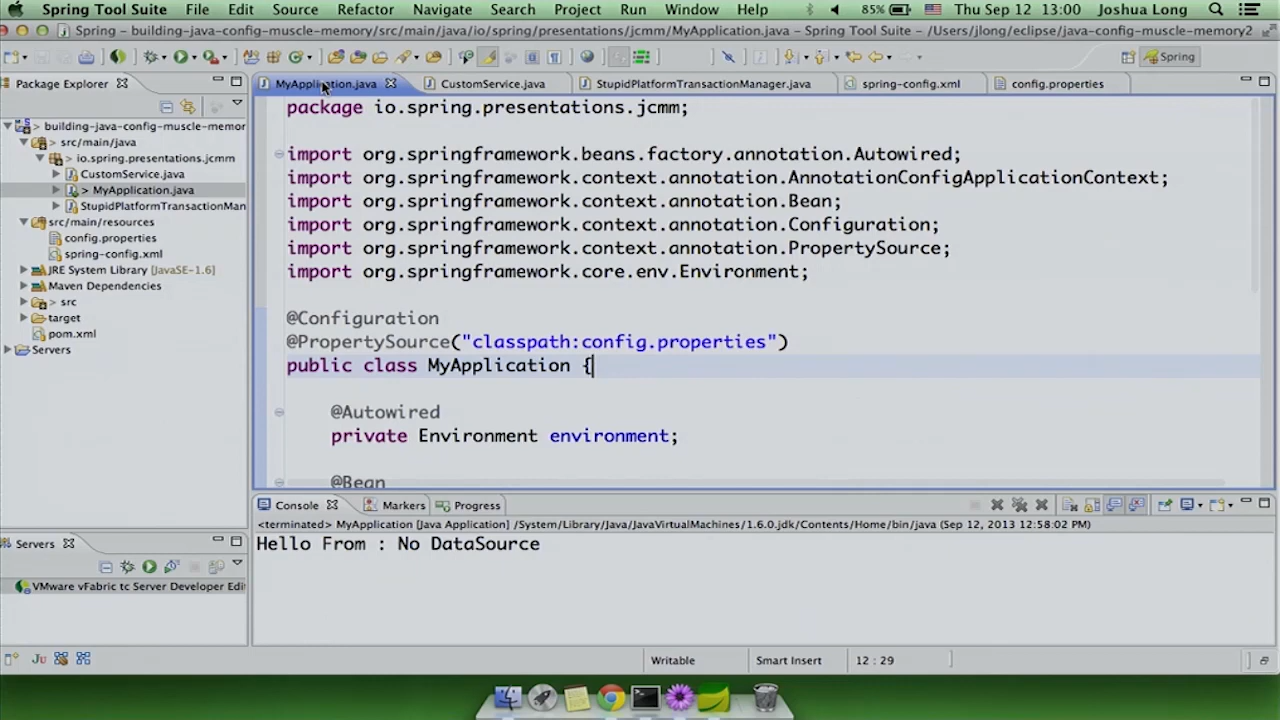 Spring Tool Suite File Edit Source Refactor Navigate Search Project Run Window Help 85% Thu Sep 12 13:00 Joshua Long
Spring – building-java-config-muscle-memory/src/main/java/io/spring/presentations/jcmm/MyApplication.java – Spring Tool Suite – /Users/jlong/eclipse/java-config-muscle-memory2
Spring
Package Explorer
MyApplication.java CustomService.java StupidPlatformTransactionManager.java spring-config.xml config.properties
> building-java-config-muscle-memor
> src/main/java
> io.spring.presentations.jcmm
CustomService.java
> MyApplication.java
StupidPlatformTransactionMan
src/main/resources
config.properties
spring-config.xml
JRE System Library [JavaSE-1.6]
Maven Dependencies
> src
target
pom.xml
Servers
package io.spring.presentations.jcmm;
import org.springframework.beans.factory.annotation.Autowired;
import org.springframework.context.annotation.AnnotationConfigApplicationContext;
import org.springframework.context.annotation.Bean;
import org.springframework.context.annotation.Configuration;
import org.springframework.context.annotation.PropertySource;
import org.springframework.core.env.Environment;
@Configuration
@PropertySource("classpath:config.properties")
public class MyApplication {
@Autowired
private Environment environment;
@Bean
Console Markers Progress
<terminated> MyApplication [Java Application] /System/Library/Java/JavaVirtualMachines/1.6.0.jdk/Contents/Home/bin/java (Sep 12, 2013 12:58:02 PM)
Hello From : No DataSource
Servers
VMware vFabric tc Server Developer Edit
Ju
Writable Smart Insert 12 : 29